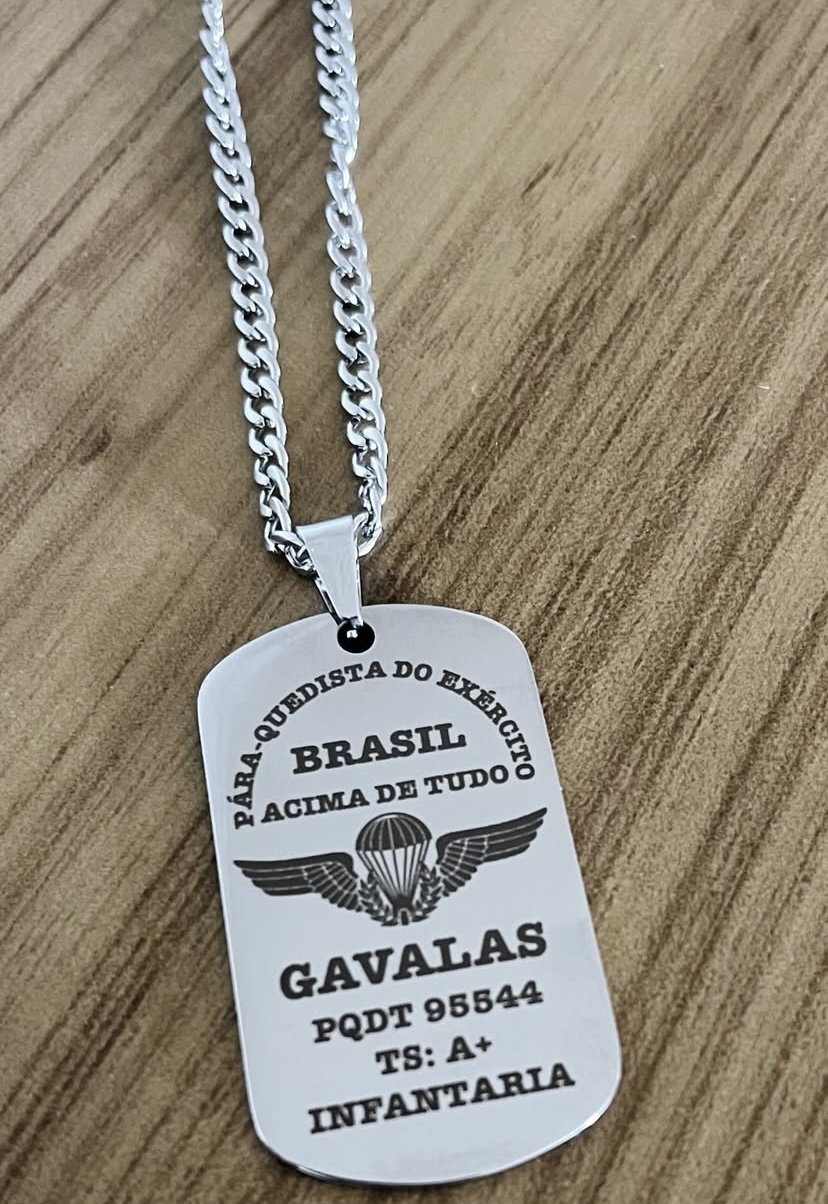 PÁRA-QUEDISTA DO EXÉRCITO
BRASIL
ACIMA DE TUDO
GAVALAS
PQDT 95544
TS: A+
INFANTARIA